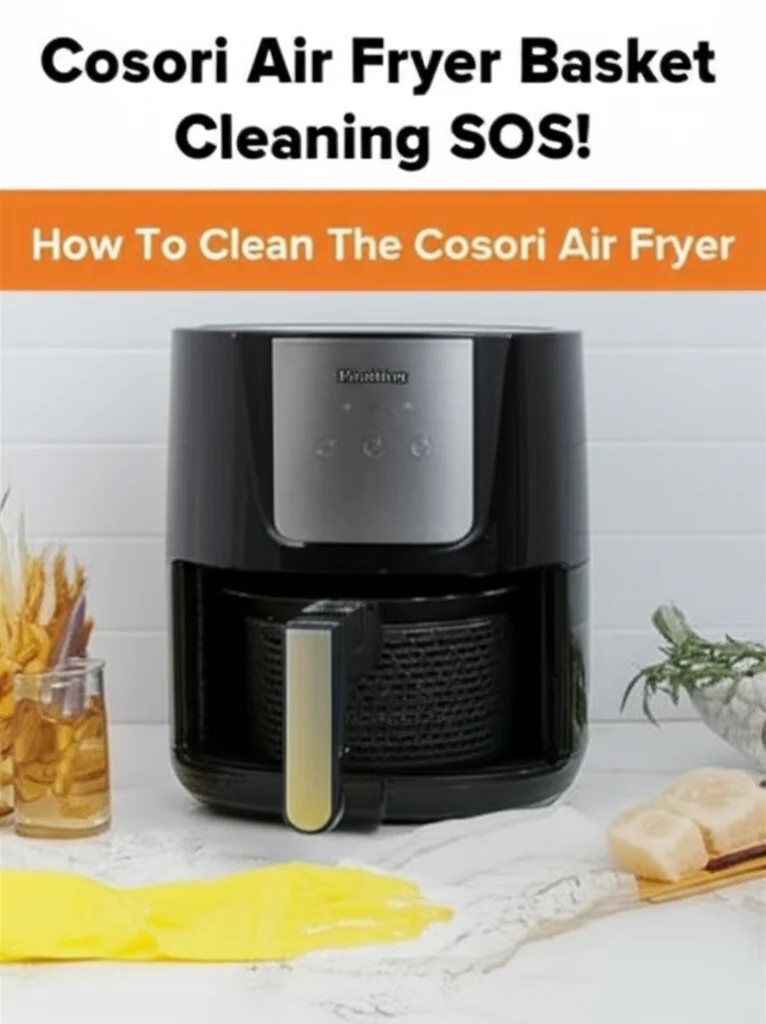 Cosori Air Fryer Basket
Cleaning SOS!
How To Clean The Cosori Air Fryer